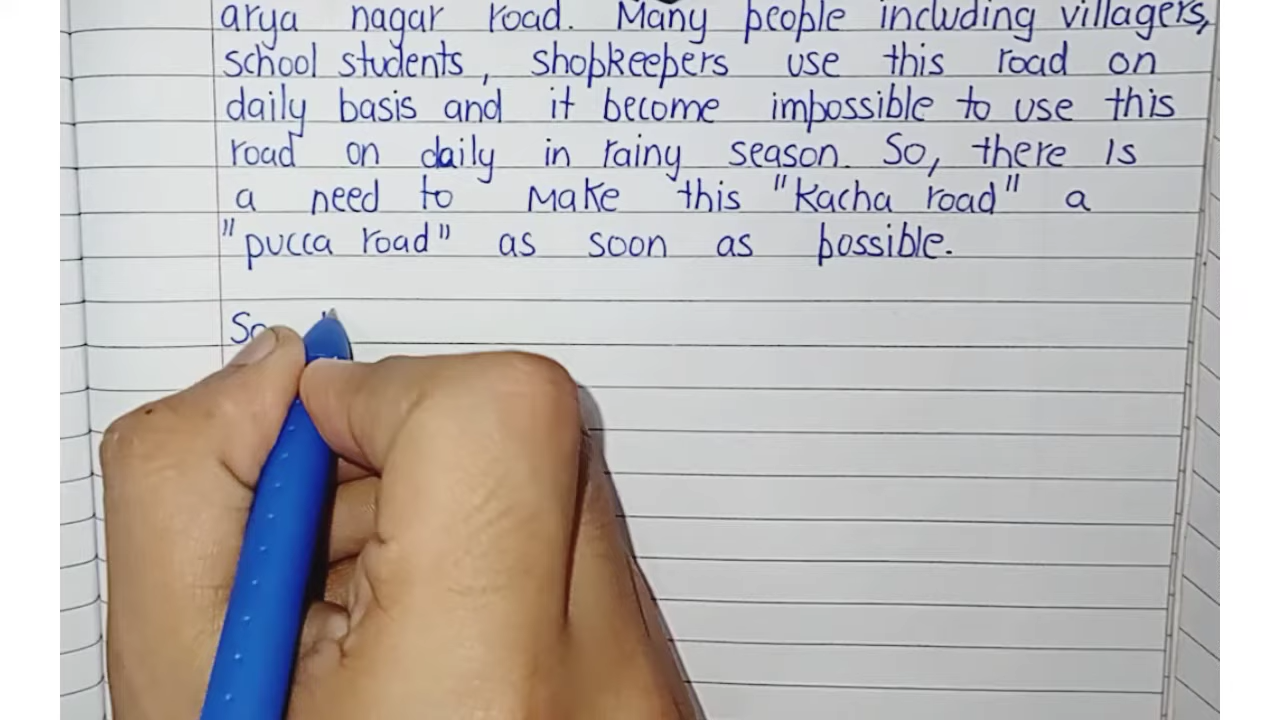 arya nagar road. Many people including villagers,
school students, shopkeepers use this road on
daily basis and it become impossible to use this
road on daily in rainy season. So, there is
a need to make this "Kacha road" a
"pucca road" as soon as possible.
So